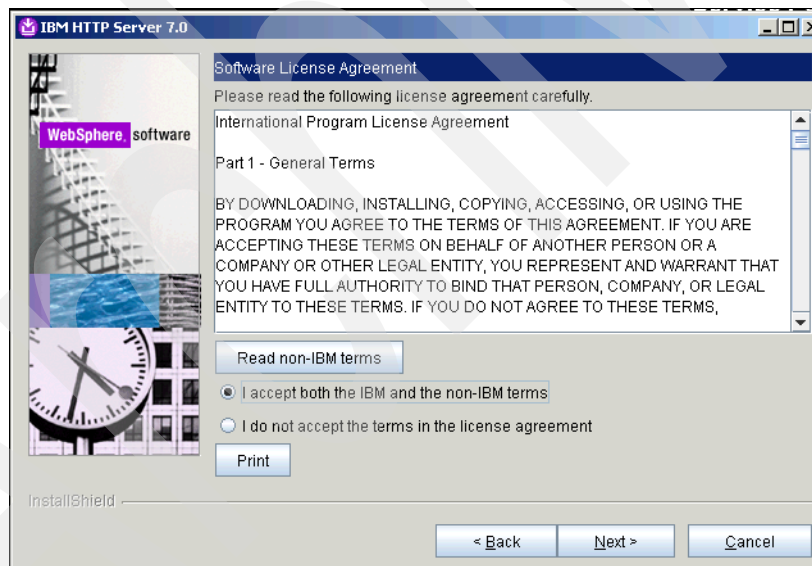 IBM HTTP Server 7.0
WebSphere. software
Software License Agreement
Please read the following license agreement carefully.
International Program License Agreement
Part 1 - General Terms
BY DOWNLOADING, INSTALLING, COPYING, ACCESSING, OR USING THE
PROGRAM YOU AGREE TO THE TERMS OF THIS AGREEMENT. IF YOU ARE
ACCEPTING THESE TERMS ON BEHALF OF ANOTHER PERSON OR A
COMPANY OR OTHER LEGAL ENTITY, YOU REPRESENT AND WARRANT THAT
YOU HAVE FULL AUTHORITY TO BIND THAT PERSON, COMPANY, OR LEGAL
ENTITY TO THESE TERMS. IF YOU DO NOT AGREE TO THESE TERMS,
Read non-IBM terms
I accept both the IBM and the non-IBM terms
I do not accept the terms in the license agreement
Print
InstallShield
< Back
Next >
Cancel